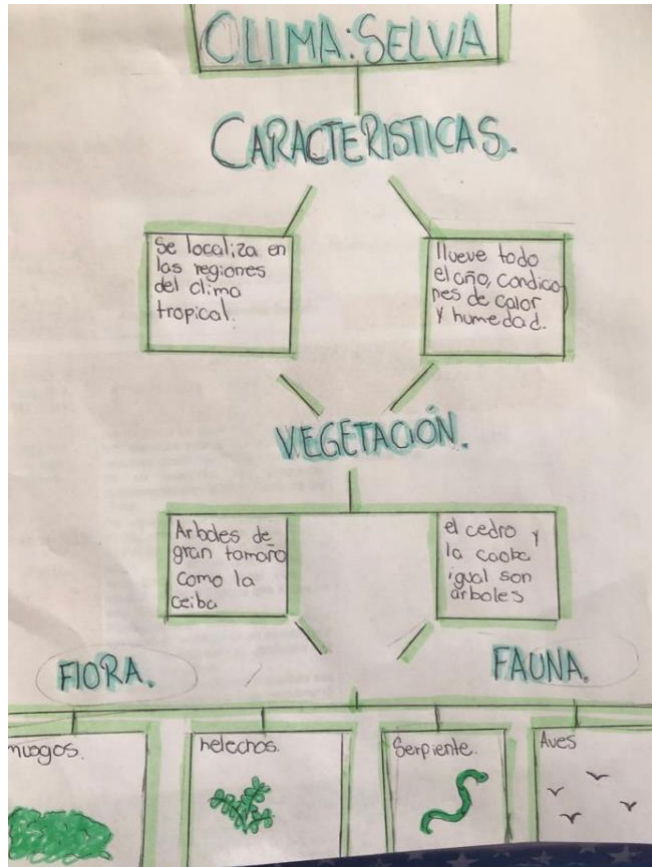 CLIMA: SELVA
CARACTERISTICAS.
Se localiza en
las regiones
del clima
tropical.
llueve todo
el año, condicio
nes de calor
y humedad.
VEGETACIÓN.
Arboles de
gran tamaño
como la
ceiba
el cedro y
la caoba
igual son
arboles
FlORA.
FAUNA.
musgos.
helechos.
Serpiente.
Aves